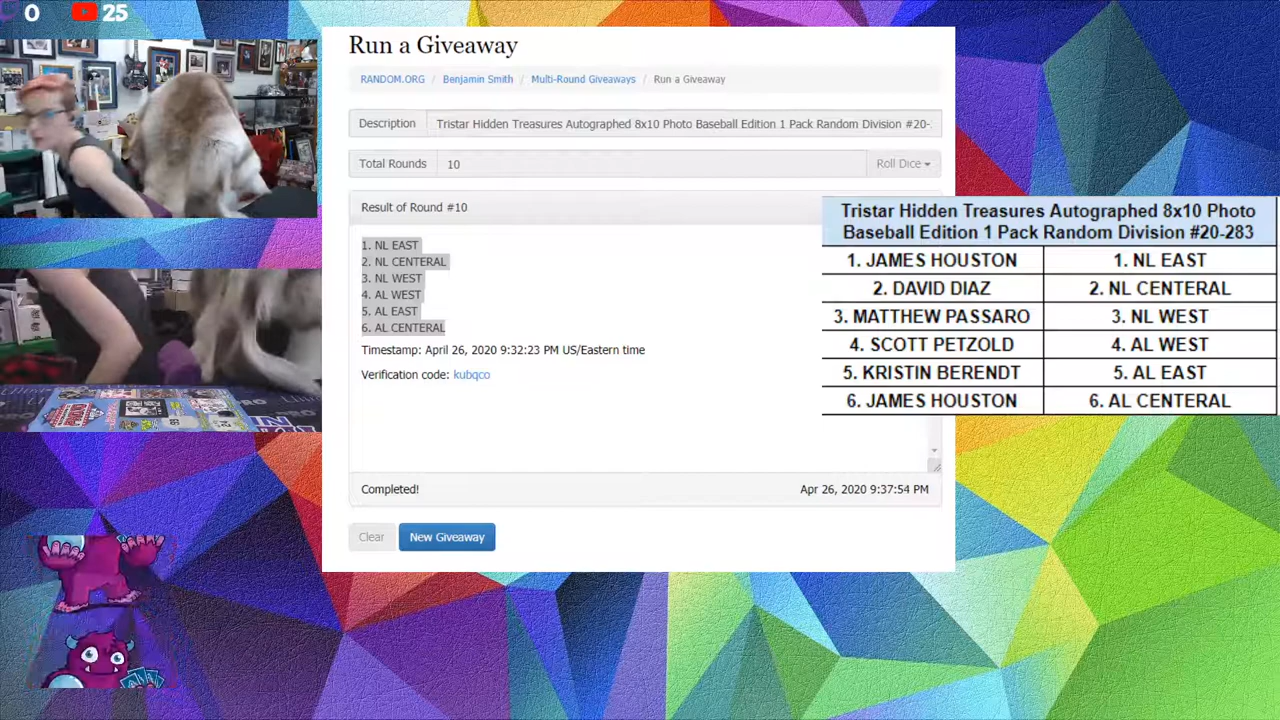 0 25
Run a Giveaway
RANDOM.ORG / Benjamin Smith / Multi-Round Giveaways / Run a Giveaway
Description Tristar Hidden Treasures Autographed 8x10 Photo Baseball Edition 1 Pack Random Division #20-
Total Rounds 10 Roll Dice
Result of Round #10
1. NL EAST
2. NL CENTERAL
3. NL WEST
4. AL WEST
5. AL EAST
6. AL CENTERAL
Timestamp: April 26, 2020 9:32:23 PM US/Eastern time
Verification code: kubqco
Completed! Apr 26, 2020 9:37:54 PM
Clear New Giveaway
Tristar Hidden Treasures Autographed 8x10 Photo
Baseball Edition 1 Pack Random Division #20-283
1. JAMES HOUSTON 1. NL EAST
2. DAVID DIAZ 2. NL CENTERAL
3. MATTHEW PASSARO 3. NL WEST
4. SCOTT PETZOLD 4. AL WEST
5. KRISTIN BERENDT 5. AL EAST
6. JAMES HOUSTON 6. AL CENTERAL